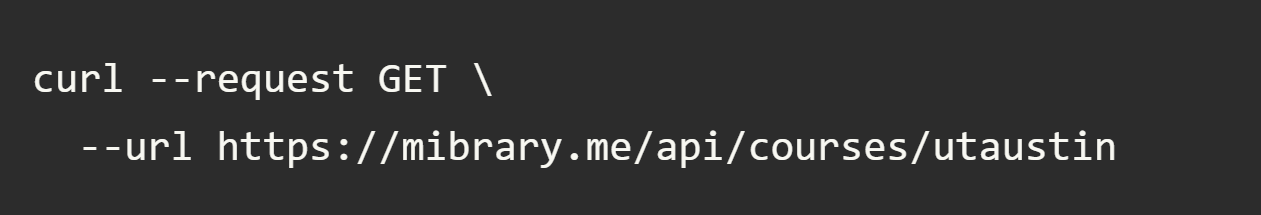 curl --request GET \
--url https://mibrary.me/api/courses/utaustin